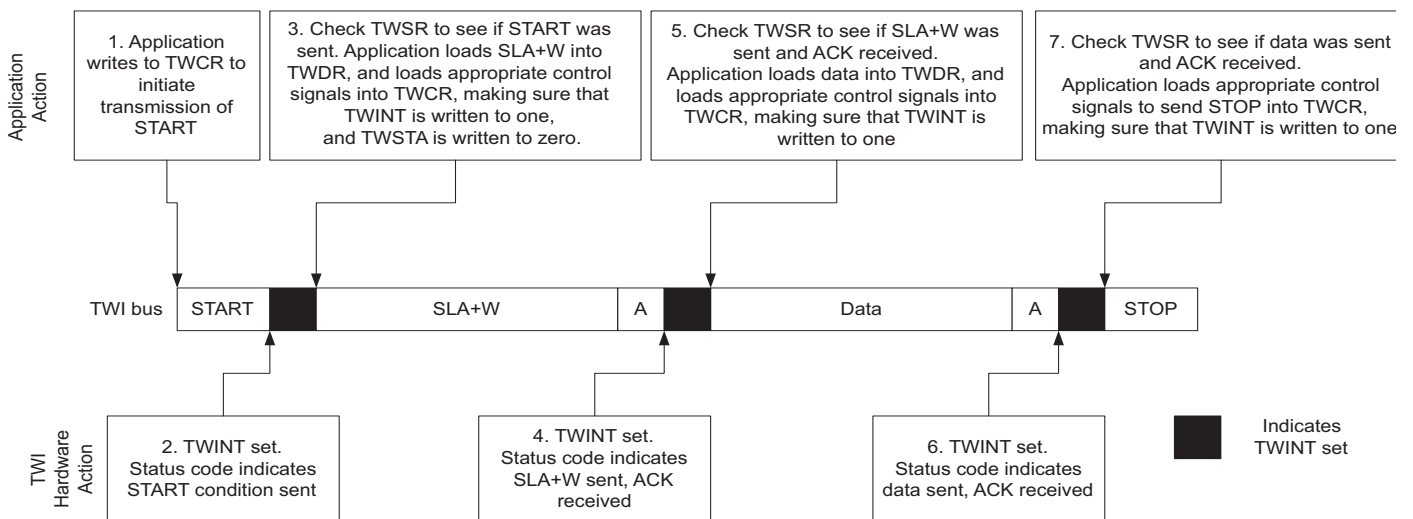 Application
Action
1. Application
writes to TWCR to
initiate
transmission of
START
3. Check TWSR to see if START was
sent. Application loads SLA+W into
TWDR, and loads appropriate control
signals into TWCR, making sure that
TWINT is written to one,
and TWSTA is written to zero.
5. Check TWSR to see if SLA+W was
sent and ACK received.
Application loads data into TWDR, and
loads appropriate control signals into
TWCR, making sure that TWINT is
written to one
7. Check TWSR to see if data was sent
and ACK received.
Application loads appropriate control
signals to send STOP into TWCR,
making sure that TWINT is written to one
TWI bus
START
SLA+W
A
Data
A
STOP
TWI
Hardware
Action
2. TWINT set.
Status code indicates
START condition sent
4. TWINT set.
Status code indicates
SLA+W sent, ACK
received
6. TWINT set.
Status code indicates
data sent, ACK received
Indicates
TWINT set